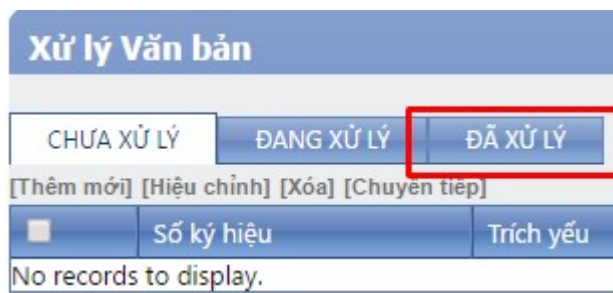 Xử lý Văn bản
CHƯA XỬ LÝ ĐANG XỬ LÝ ĐÃ XỬ LÝ
[Thêm mới] [Hiệu chỉnh] [Xóa] [Chuyển tiếp]
Số ký hiệu Trích yếu
No records to display.